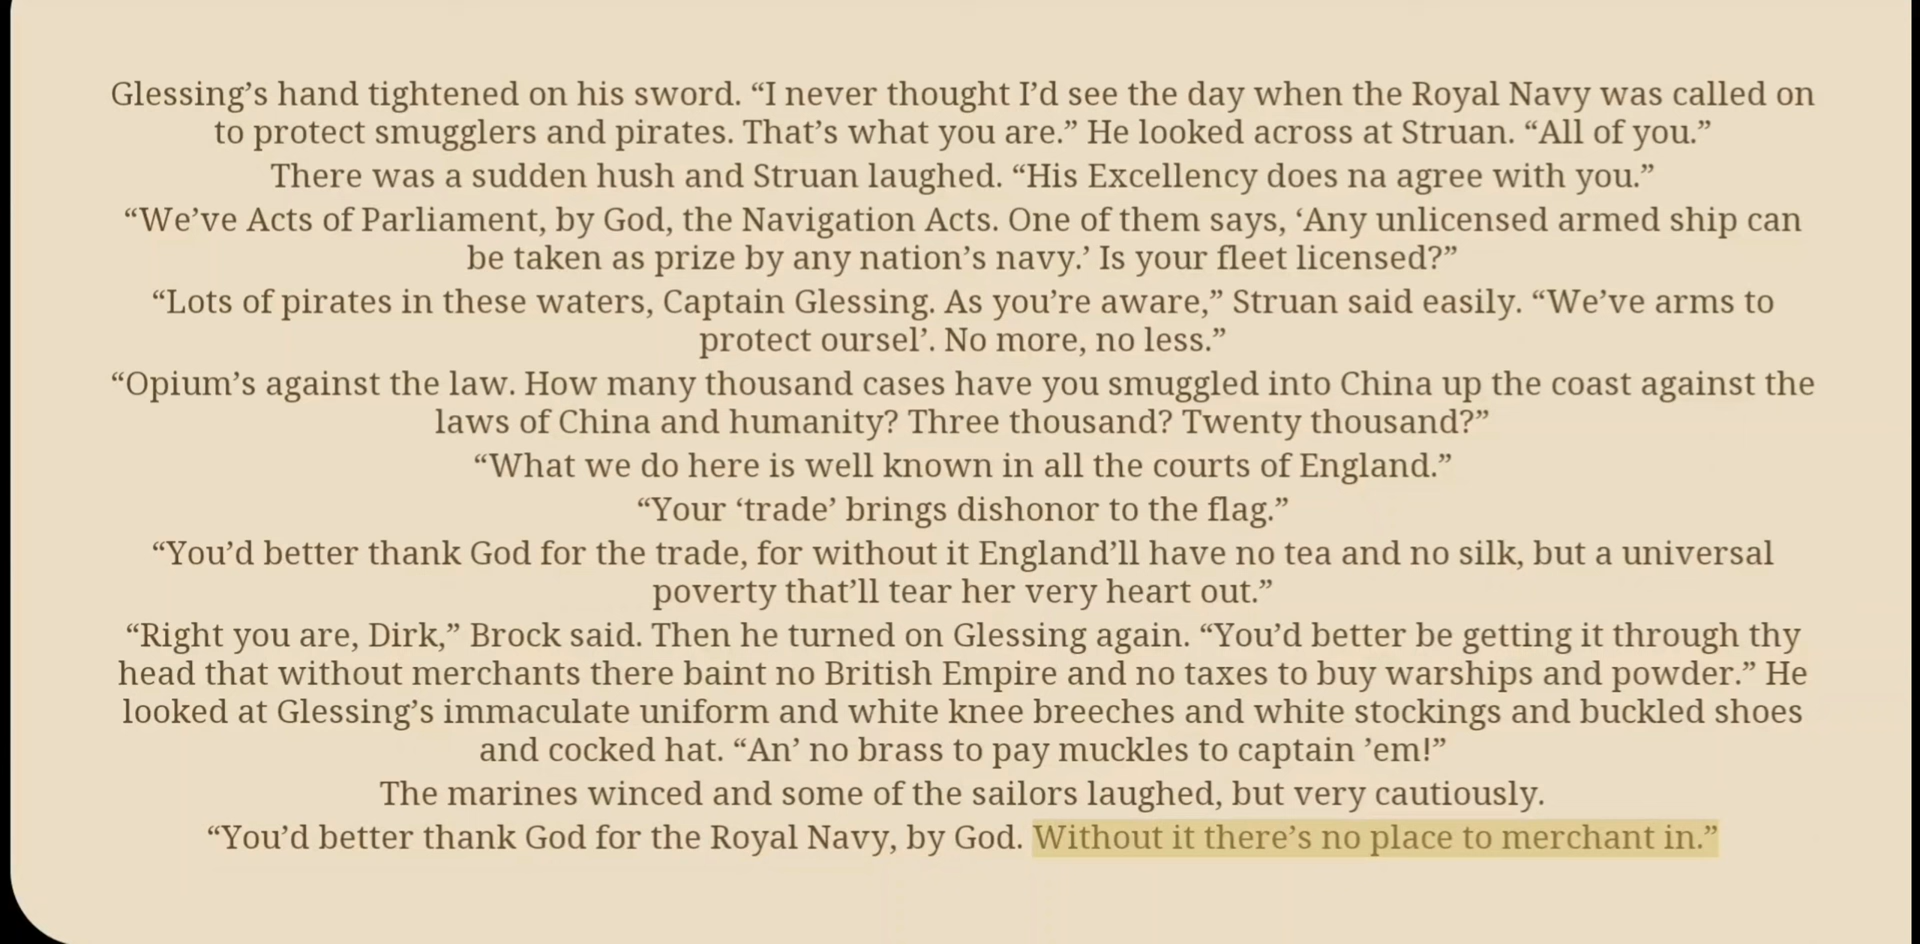 Glessing’s hand tightened on his sword. “I never thought I’d see the day when the Royal Navy was called on
to protect smugglers and pirates. That’s what you are.” He looked across at Struan. “All of you.”
There was a sudden hush and Struan laughed. “His Excellency does na agree with you.”
“We’ve Acts of Parliament, by God, the Navigation Acts. One of them says, ‘Any unlicensed armed ship can
be taken as prize by any nation’s navy.’ Is your fleet licensed?”
“Lots of pirates in these waters, Captain Glessing. As you’re aware,” Struan said easily. “We’ve arms to
protect oursel’. No more, no less.”
“Opium’s against the law. How many thousand cases have you smuggled into China up the coast against the
laws of China and humanity? Three thousand? Twenty thousand?”
“What we do here is well known in all the courts of England.”
“Your ‘trade’ brings dishonor to the flag.”
“You’d better thank God for the trade, for without it England’ll have no tea and no silk, but a universal
poverty that’ll tear her very heart out.”
“Right you are, Dirk,” Brock said. Then he turned on Glessing again. “You’d better be getting it through thy
head that without merchants there baint no British Empire and no taxes to buy warships and powder.” He
looked at Glessing’s immaculate uniform and white knee breeches and white stockings and buckled shoes
and cocked hat. “An’ no brass to pay muckles to captain ’em!”
The marines winced and some of the sailors laughed, but very cautiously.
“You’d better thank God for the Royal Navy, by God. Without it there’s no place to merchant in.”